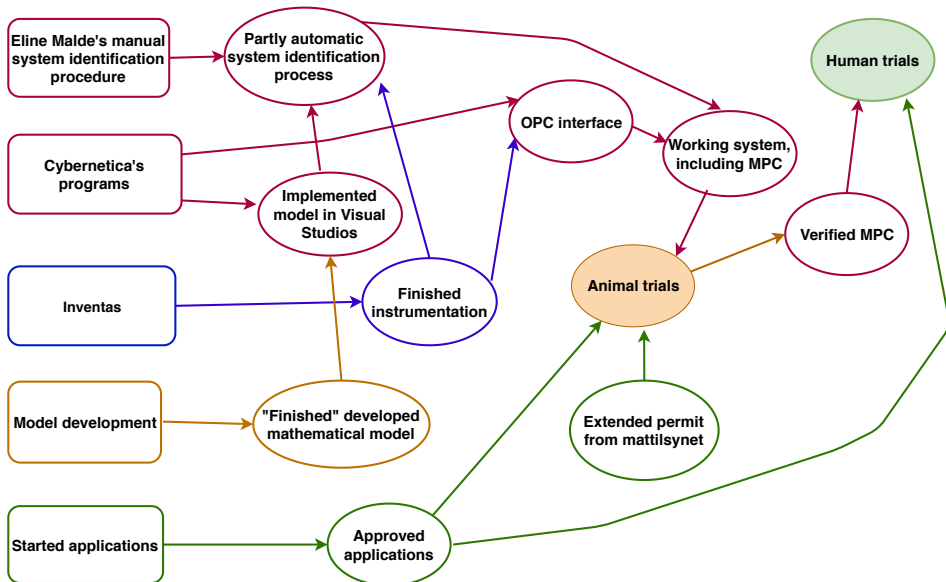 Eline Malde's manual
system identification
procedure
Partly automatic
system identification
process
Human trials
OPC interface
Working system,
including MPC
Cybernetica's
programs
Implemented
model in Visual
Studios
Verified MPC
Inventas
Finished
instrumentation
Animal trials
Model development
"Finished" developed
mathematical model
Extended permit
from mattilsynet
Started applications
Approved
applications